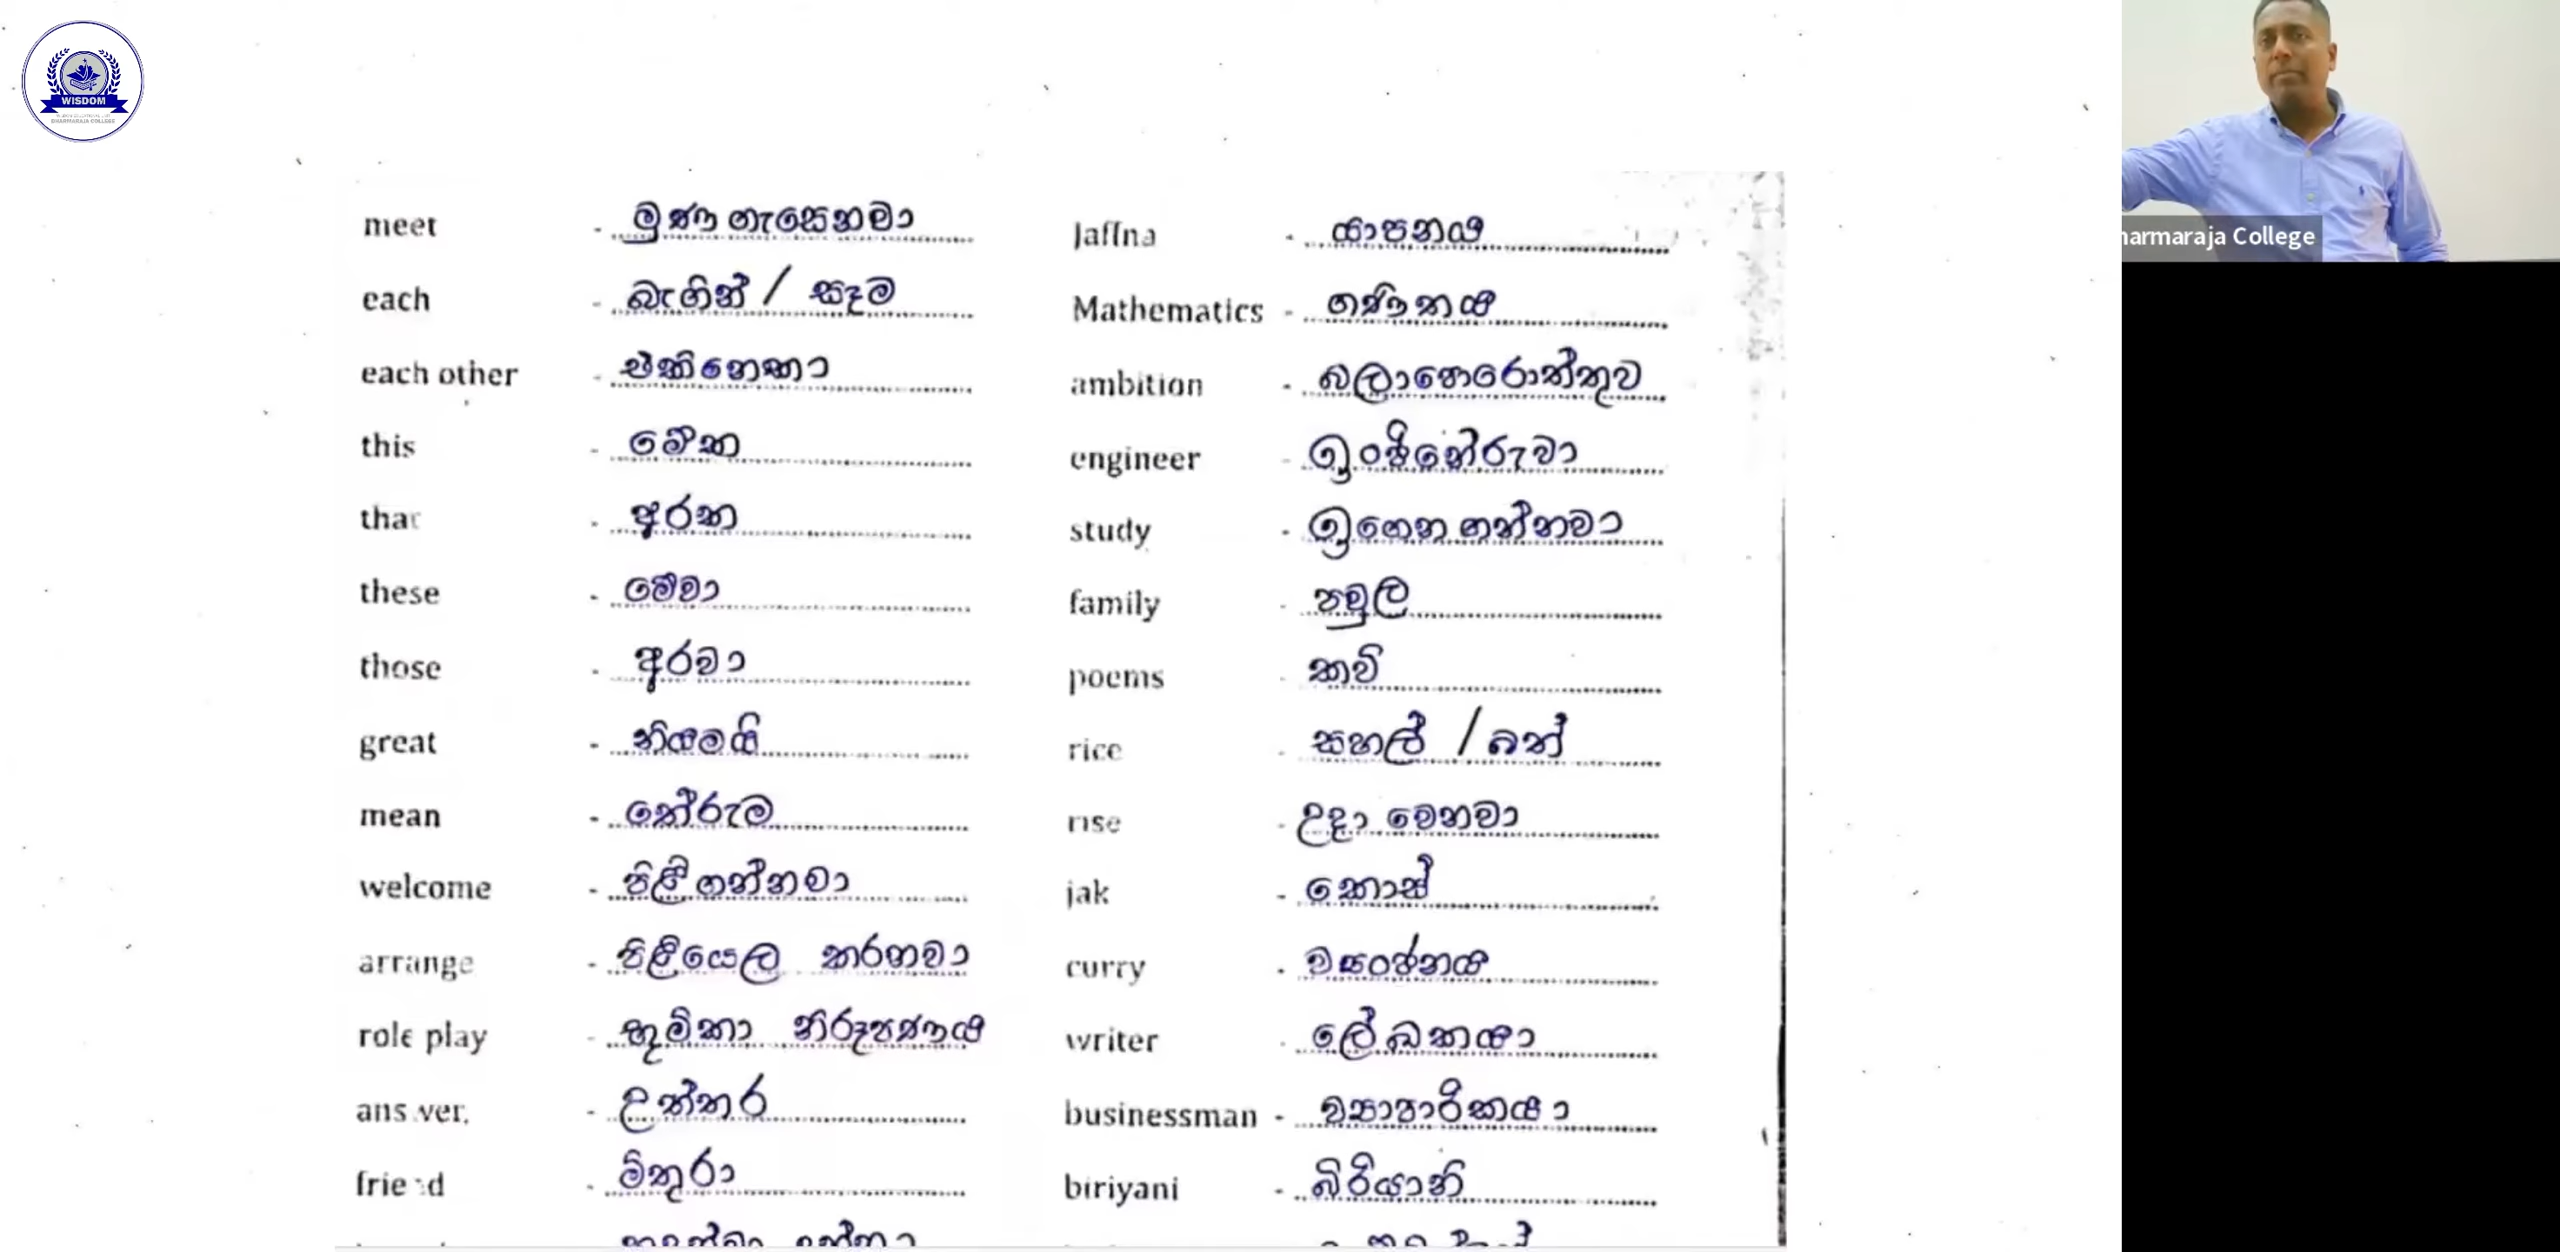 WISDOM
DHARMARAJA COLLEGE
harmaraja College
meet - මුණ ගැසෙනවා
each - බැගින් / සෑම
each other - එකිනෙකා
this - මේක
that - අරක
these - මේවා
those - අරවා
great - නියමයි
mean - තේරුම
welcome - පිළිගන්නවා
arrange - පිළියෙල කරනවා
role play - භූමිකා නිරූපණය
answer, - උත්තර
friend - මිතුරා
Jaffna - යාපනය
Mathematics - ගණිතය
ambition - බලාපොරොත්තුව
engineer - ඉංජිනේරුවා
study - ඉගෙන ගන්නවා
family - පවුල
poems - කවි
rice - සහල් / බත්
rise - උදා වෙනවා
jak - කොස්
curry - ව්‍යංජනය
writer - ලේඛකයා
businessman - ව්‍යාපාරිකයා
biriyani - බිරියානි